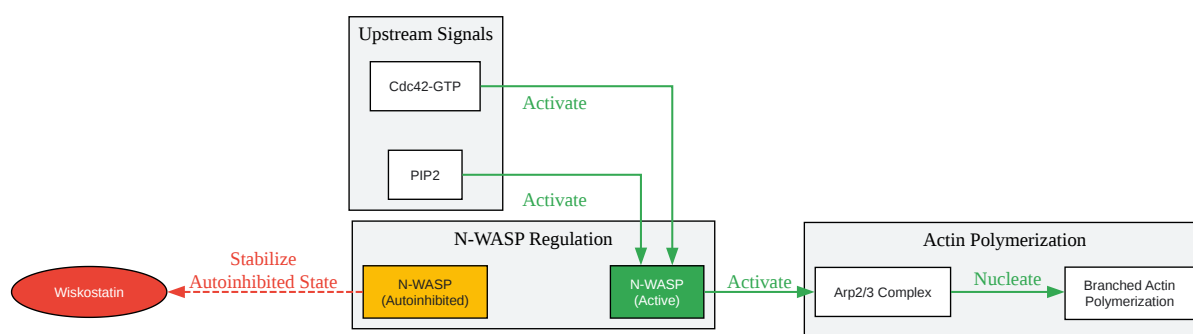 Upstream Signals
Cdc42-GTP
Activate
PIP2
Activate
N-WASP Regulation
Stabilize
Autoinhibited State
Wiskostatin
N-WASP
(Autoinhibited)
N-WASP
(Active)
Activate
Actin Polymerization
Arp2/3 Complex
Nucleate
Branched Actin
Polymerization